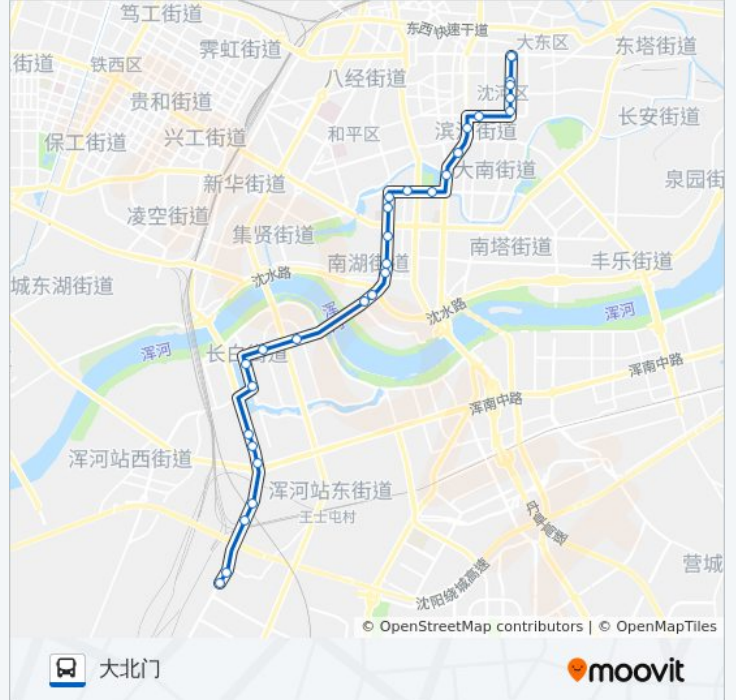 笃工街道
东西快速干道
大东区
霁虹街道
东塔街道
街道
铁西区
八经街道
沈河区
贵和街道
长安街道
保工街道
兴工街道
和平区
滨河街道
大南街道
新华街道
泉园街
凌空街道
集贤街道
南塔街道
南湖街道
丰乐街道
沈水路
城东湖街道
沈水路
浑河
浑
浑河
长白街道
浑南中路
浑南中路
浑河站西街道
浑河站东街道
王士屯村
丹阜高速
营城
沈阳绕城高速
© OpenStreetMap contributors | © OpenMapTiles
大北门
moovit